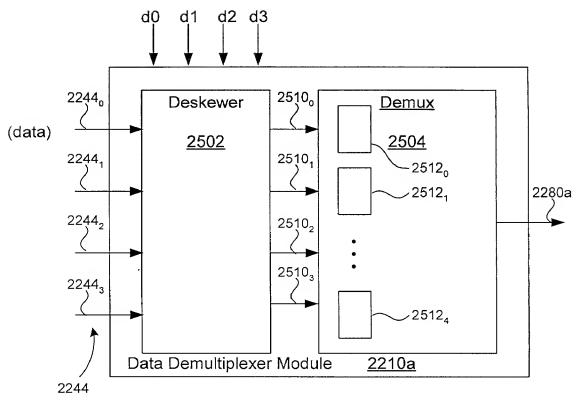 d0 d1 d2 d3
2244₀ 2510₀
Deskewer Demux
(data) 2502 2504
2512₀
2244₁ 2510₁
2512₁
2280a
2244₂ 2510₂
2244₃ 2510₃
2512₄
Data Demultiplexer Module 2210a
2244